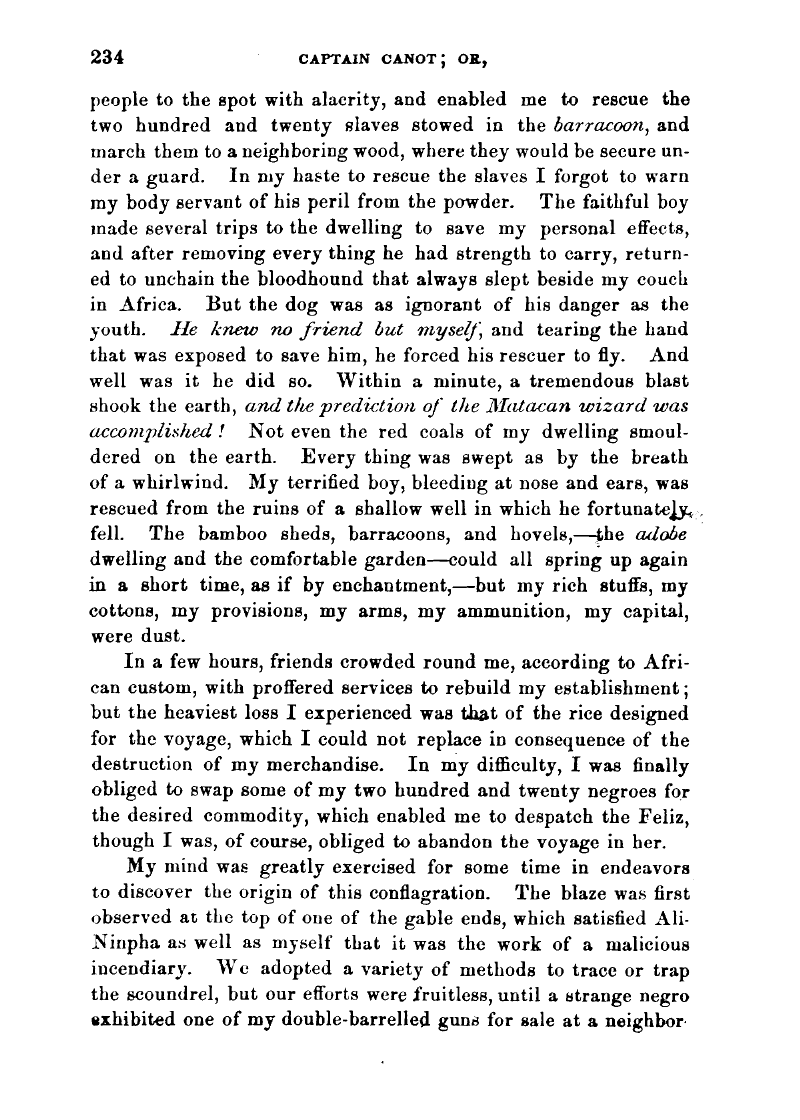 234 CAPTAIN CANOT; OR,
people to the spot with alacrity, and enabled me to rescue the
two hundred and twenty slaves stowed in the barracoon, and
march them to a neighboring wood, where they would be secure un-
der a guard. In my haste to rescue the slaves I forgot to warn
my body servant of his peril from the powder. The faithful boy
made several trips to the dwelling to save my personal effects,
and after removing every thing he had strength to carry, return-
ed to unchain the bloodhound that always slept beside my couch
in Africa. But the dog was as ignorant of his danger as the
youth. He knew no friend but myself, and tearing the hand
that was exposed to save him, he forced his rescuer to fly. And
well was it he did so. Within a minute, a tremendous blast
shook the earth, and the prediction of the Matacan wizard was
accomplished! Not even the red coals of my dwelling smoul-
dered on the earth. Every thing was swept as by the breath
of a whirlwind. My terrified boy, bleeding at nose and ears, was
rescued from the ruins of a shallow well in which he fortunately
fell. The bamboo sheds, barracoons, and hovels,—the adobe
dwelling and the comfortable garden—could all spring up again
in a short time, as if by enchantment,—but my rich stuffs, my
cottons, my provisions, my arms, my ammunition, my capital,
were dust.
In a few hours, friends crowded round me, according to Afri-
can custom, with proffered services to rebuild my establishment;
but the heaviest loss I experienced was that of the rice designed
for the voyage, which I could not replace in consequence of the
destruction of my merchandise. In my difficulty, I was finally
obliged to swap some of my two hundred and twenty negroes for
the desired commodity, which enabled me to despatch the Feliz,
though I was, of course, obliged to abandon the voyage in her.
My mind was greatly exercised for some time in endeavors
to discover the origin of this conflagration. The blaze was first
observed at the top of one of the gable ends, which satisfied Ali-
Ninpha as well as myself that it was the work of a malicious
incendiary. We adopted a variety of methods to trace or trap
the scoundrel, but our efforts were fruitless, until a strange negro
exhibited one of my double-barrelled guns for sale at a neighbor-